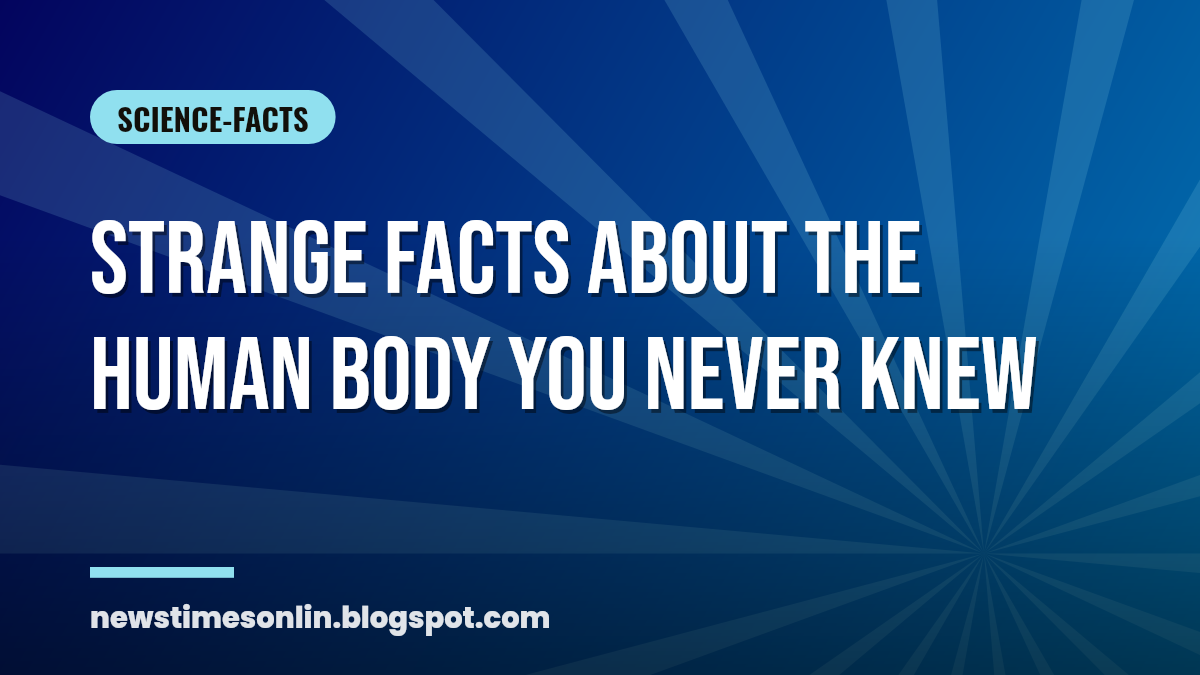 SCIENCE-FACTS
STRANGE FACTS ABOUT THE
HUMAN BODY YOU NEVER KNEW
newstimesonlin.blogspot.com